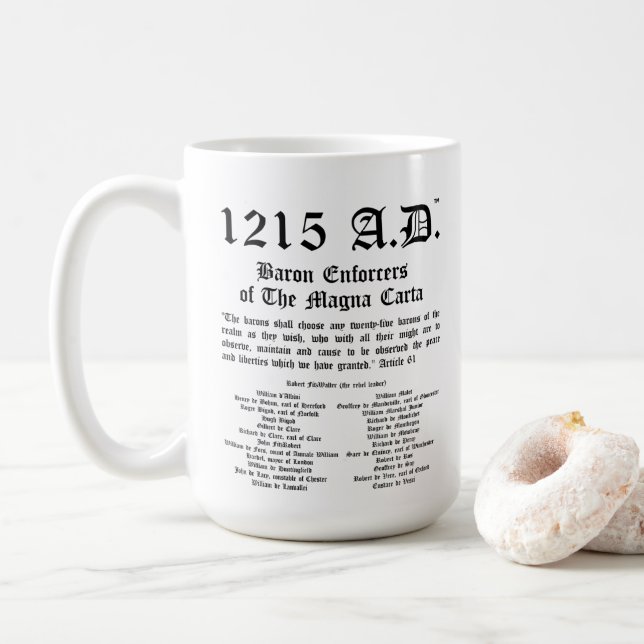 1215 A.D.™
Baron Enforcers
of The Magna Carta
"The barons shall choose any twenty-five barons of the
realm as they wish, who with all their might are to
observe, maintain and cause to be observed the peace
and liberties which we have granted." Article 61
Robert FitzWalter (the rebel leader)
William d'Albini
Henry de Bohun, earl of Hereford
Roger Bigod, earl of Norfolk
Hugh Bigod
Gilbert de Clare
Richard de Clare, earl of Clare
John FitzRobert
William de Fors, count of Aumale William
Hardel, mayor of London
William de Huntingfield
John de Lacy, constable of Chester
William de Lanvallei
William Malet
Geoffrey de Mandeville, earl of Gloucester
William Marshal Junior
Richard de Montfichet
Roger de Montbegon
William de Mowbray
Richard de Percy
Saer de Quincy, earl of Winchester
Robert de Ros
Geoffrey de Say
Robert de Vere, earl of Oxford
Eustace de Vesci